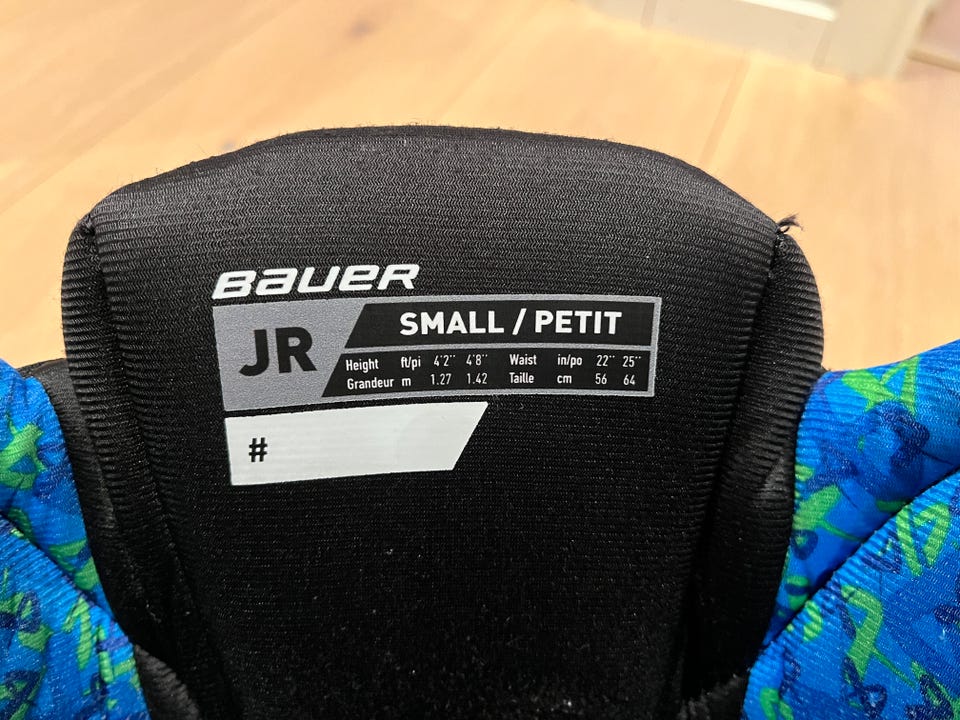 BAUER
JR
SMALL / PETIT
Height ft/pi 4'2'' 4'8'' Waist in/po 22'' 25''
Grandeur m 1.27 1.42 Taille cm 56 64
#